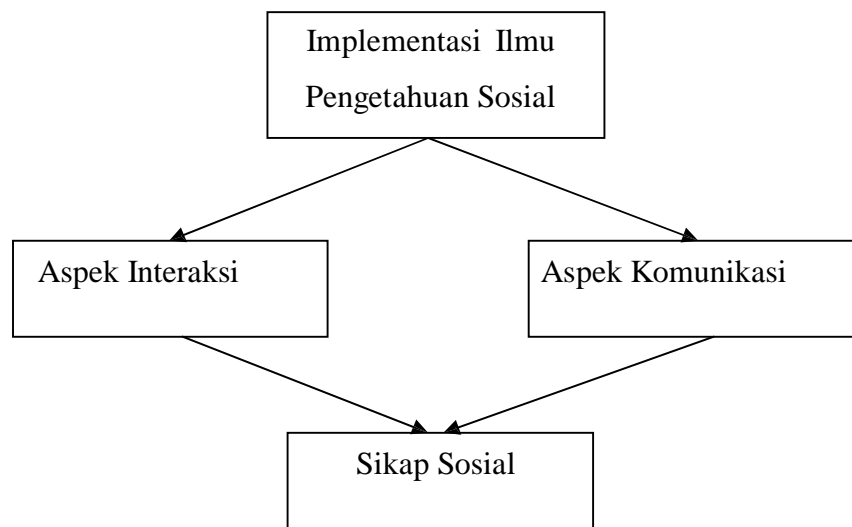 Implementasi Ilmu
Pengetahuan Sosial
Aspek Interaksi
Aspek Komunikasi
Sikap Sosial